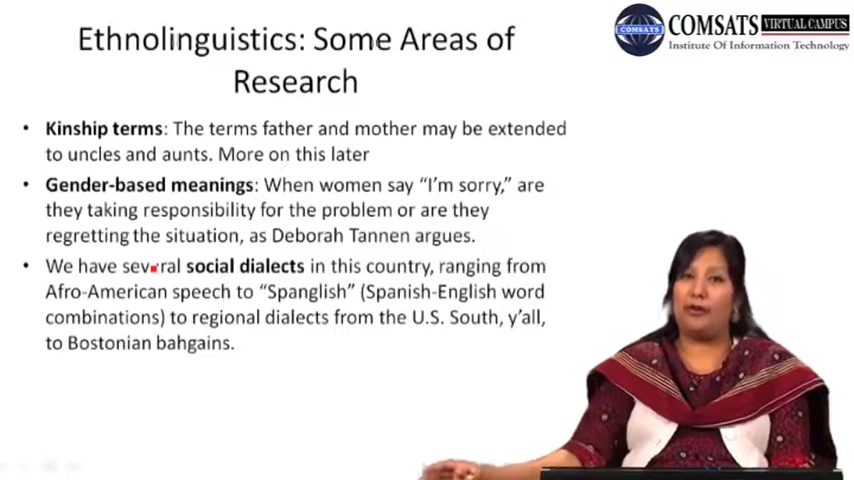 Ethnolinguistics: Some Areas of
Research
COMSATS
COMSATS VIRTUAL CAMPUS
Institute Of Information Technology
• Kinship terms: The terms father and mother may be extended
to uncles and aunts. More on this later
• Gender-based meanings: When women say “I’m sorry,” are
they taking responsibility for the problem or are they
regretting the situation, as Deborah Tannen argues.
• We have several social dialects in this country, ranging from
Afro-American speech to “Spanglish” (Spanish-English word
combinations) to regional dialects from the U.S. South, y’all,
to Bostonian bahgains.